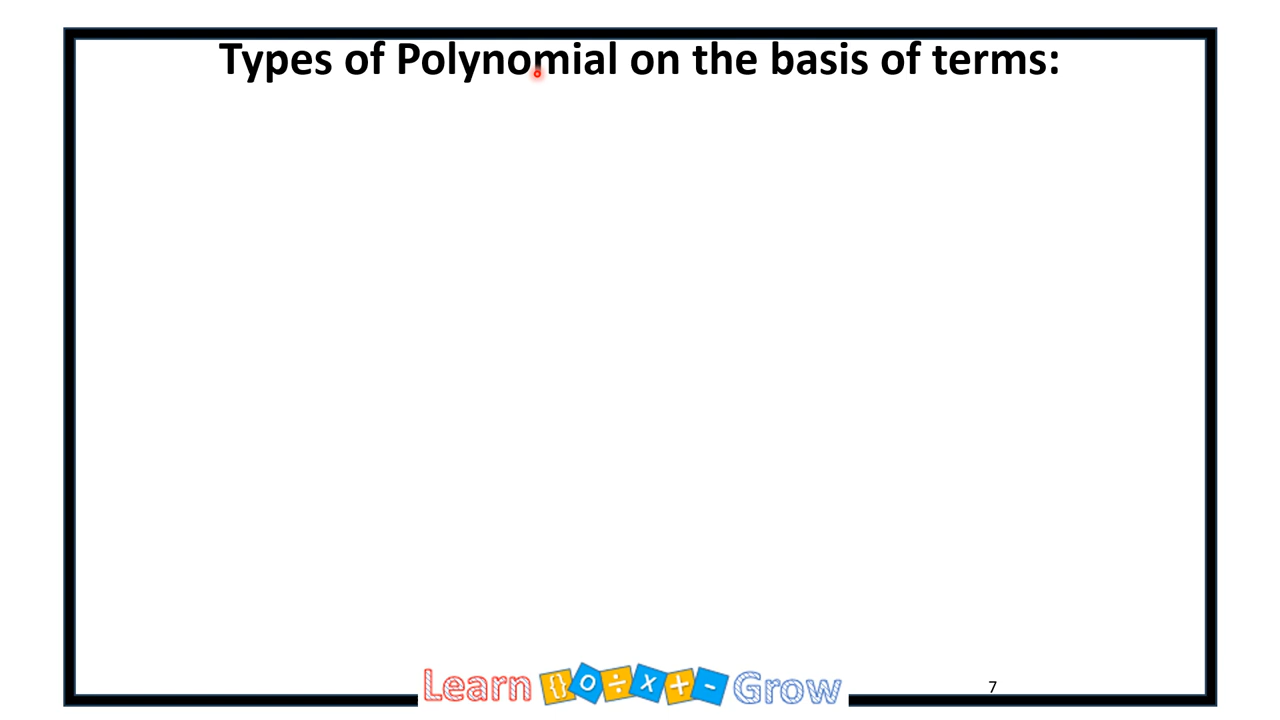 Types of Polynomial on the basis of terms:
Learn {} o ÷ x + - Grow
7